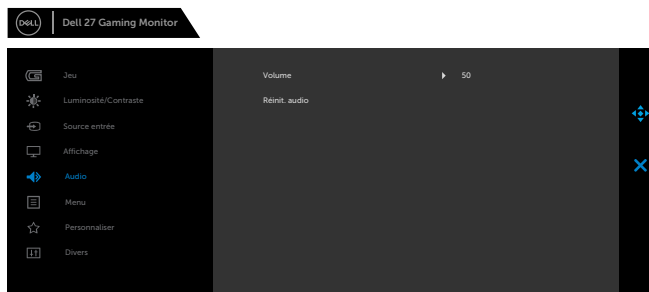 DELL
Dell 27 Gaming Monitor
Jeu
Volume 50
Luminosité/Contraste
Réinit. audio
Source entrée
Affichage
Audio
Menu
Personnaliser
Divers